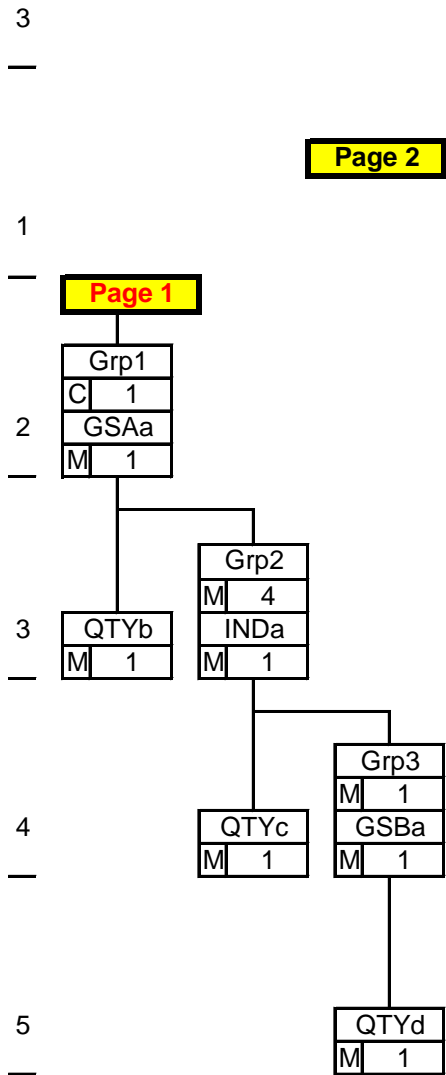 3
Page 2
1
Page 1
Grp1
C 1
2 GSAa
M 1
Grp2
M 4
3 QTYb INDa
M 1 M 1
Grp3
M 1
4 QTYc GSBa
M 1 M 1
5 QTYd
M 1